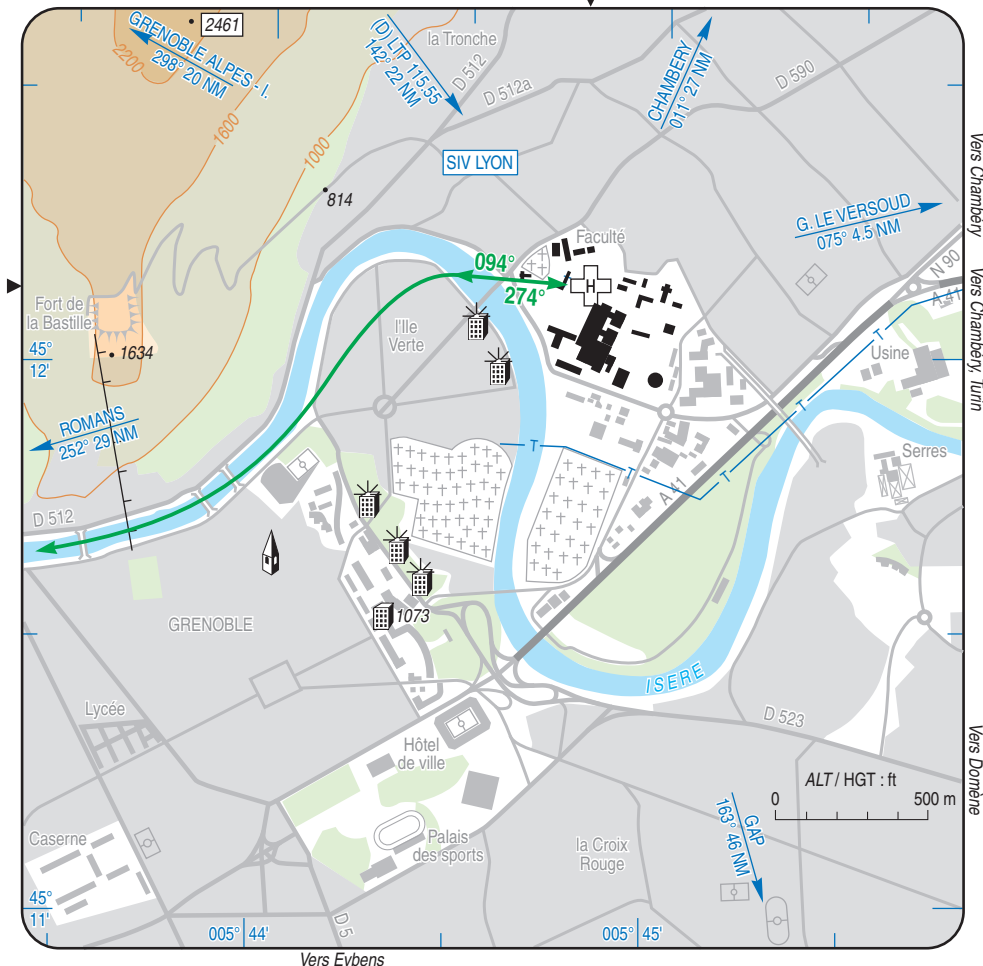 2461
GRENOBLE ALPES - I.
298° 20 NM
2200
1600
1000
(D) LTP 115.55
142° 22 NM
la Tronche
D 512
D 512a
CHAMBERY
011° 27 NM
D 590
SIV LYON
814
Vers Chambéry
G. LE VERSOUD
075° 4.5 NM
Faculté
094°
274°
H
N 90
A 41
Vers Chambéry, Turin
Fort de
la Bastille
1634
l'Ile
Verte
45°
12'
Usine
T
ROMANS
252° 29 NM
T
T
T
T
Serres
A 41
D 512
GRENOBLE
1073
ISERE
Lycée
D 523
Vers Domène
Hôtel
de ville
ALT / HGT : ft
0
500 m
GAP
163° 46 NM
Caserne
Palais
des sports
la Croix
Rouge
45°
11'
005° 44'
D 5
005° 45'
Vers Eybens